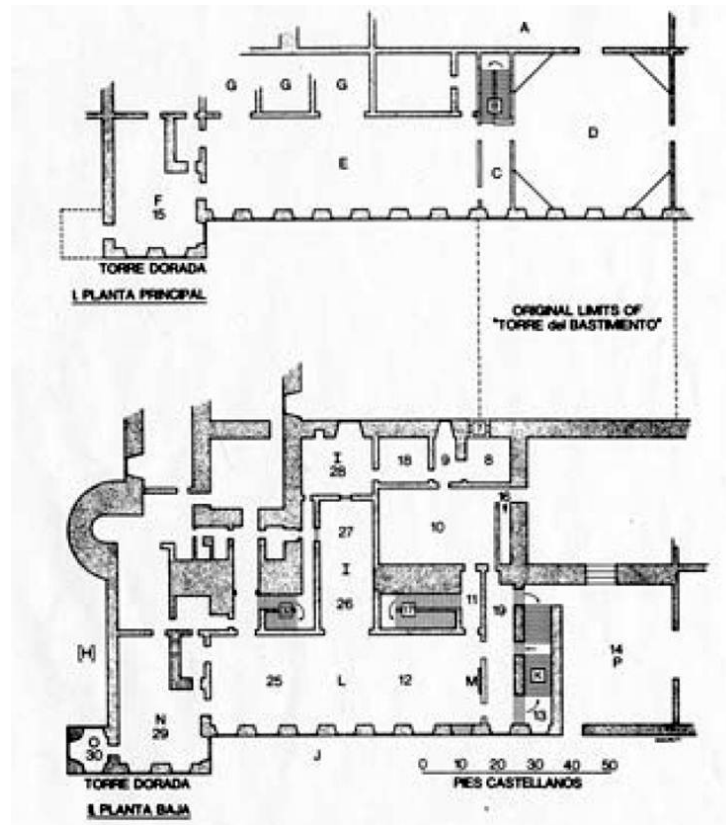 A
G G G
D
E
C
F
15
TORRE DORADA
I. PLANTA PRINCIPAL
ORIGINAL LIMITS OF
"TORRE del BASTIMIENTO"
I
28
18
9
8
16
27
10
I
26
11
19
[H]
14
P
25
L
12
M
K
13
N
29
O
30
J
0 10 20 30 40 50
PIES CASTELLANOS
TORRE DORADA
II. PLANTA BAJA